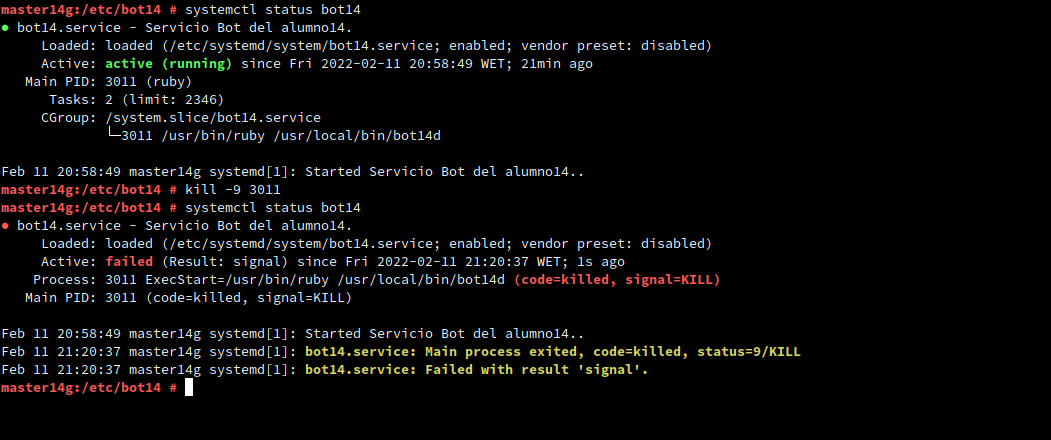 master14g:/etc/bot14 # systemctl status bot14
● bot14.service - Servicio Bot del alumno14.
Loaded: loaded (/etc/systemd/system/bot14.service; enabled; vendor preset: disabled)
Active: active (running) since Fri 2022-02-11 20:58:49 WET; 21min ago
Main PID: 3011 (ruby)
Tasks: 2 (limit: 2346)
CGroup: /system.slice/bot14.service
└─3011 /usr/bin/ruby /usr/local/bin/bot14d
Feb 11 20:58:49 master14g systemd[1]: Started Servicio Bot del alumno14..
master14g:/etc/bot14 # kill -9 3011
master14g:/etc/bot14 # systemctl status bot14
● bot14.service - Servicio Bot del alumno14.
Loaded: loaded (/etc/systemd/system/bot14.service; enabled; vendor preset: disabled)
Active: failed (Result: signal) since Fri 2022-02-11 21:20:37 WET; 1s ago
Process: 3011 ExecStart=/usr/bin/ruby /usr/local/bin/bot14d (code=killed, signal=KILL)
Main PID: 3011 (code=killed, signal=KILL)
Feb 11 20:58:49 master14g systemd[1]: Started Servicio Bot del alumno14..
Feb 11 21:20:37 master14g systemd[1]: bot14.service: Main process exited, code=killed, status=9/KILL
Feb 11 21:20:37 master14g systemd[1]: bot14.service: Failed with result 'signal'.
master14g:/etc/bot14 #